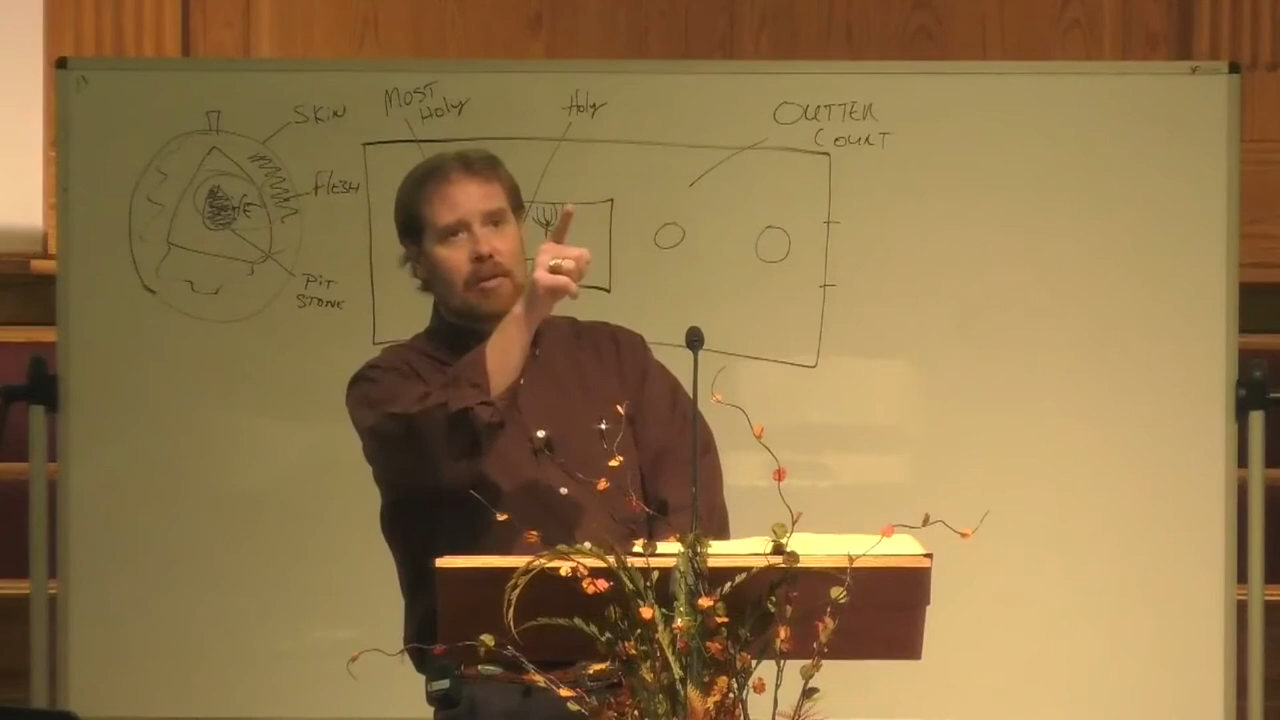 SKIN
FLESH
PIT
STONE
MOST
HOLY
Holy
OUTTER
COURT